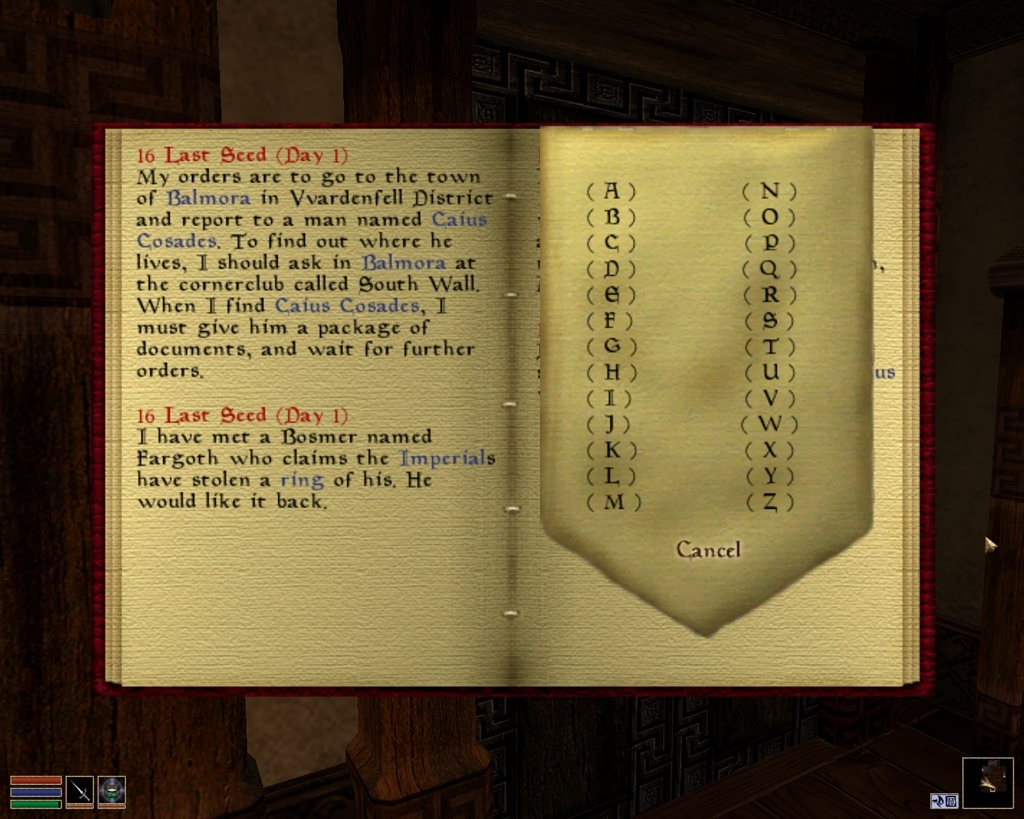 16 Last Seed (Day 1)
My orders are to go to the town
of Balmora in Vvardenfell District
and report to a man named Caius
Cosades. To find out where he
lives, I should ask in Balmora at
the cornerclub called South Wall.
When I find Caius Cosades, I
must give him a package of
documents, and wait for further
orders.
16 Last Seed (Day 1)
I have met a Bosmer named
Fargoth who claims the Imperials
have stolen a ring of his. He
would like it back.
( A )
( B )
( C )
( D )
( E )
( F )
( G )
( H )
( I )
( J )
( K )
( L )
( M )
( N )
( O )
( P )
( Q )
( R )
( S )
( T )
( U )
( V )
( W )
( X )
( Y )
( Z )
Cancel